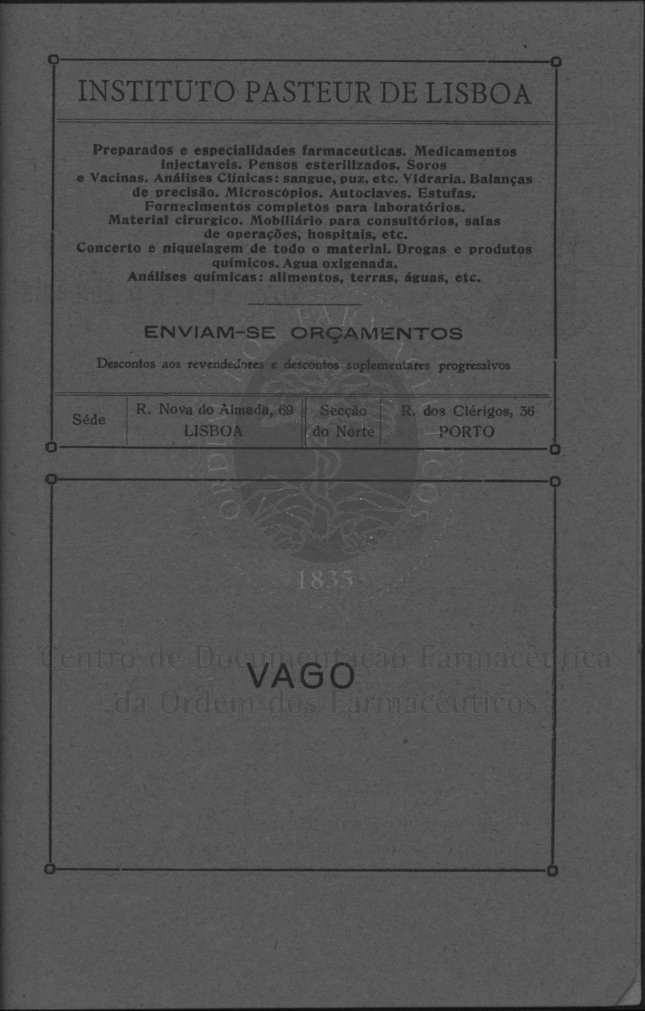 INSTITUTO PASTEUR DE LISBOA
Preparados e especialidades farmaceuticas. Medicamentos
injectaveis. Pensos esterilizados. Soros
e Vacinas. Análises Clínicas: sangue, puz, etc. Vidraria. Balanças
de precisão. Microscópios. Autoclaves. Estufas.
Fornecimentos completos para laboratórios.
Material cirurgico. Mobiliário para consultórios, salas
de operações, hospitais, etc.
Concerto e niquelagem de todo o material. Drogas e produtos
químicos. Agua oxigenada.
Análises químicas: alimentos, terras, águas, etc.
ENVIAM-SE ORÇAMENTOS
Descontos aos revendedores e descontos suplementares progressivos
Séde
R. Nova do Almada, 69
LISBOA
Secção
do Norte
R. dos Clérigos, 36
PORTO
1835
Centro de Documentação Farmacêutica
da Ordem dos Farmacêuticos
VAGO